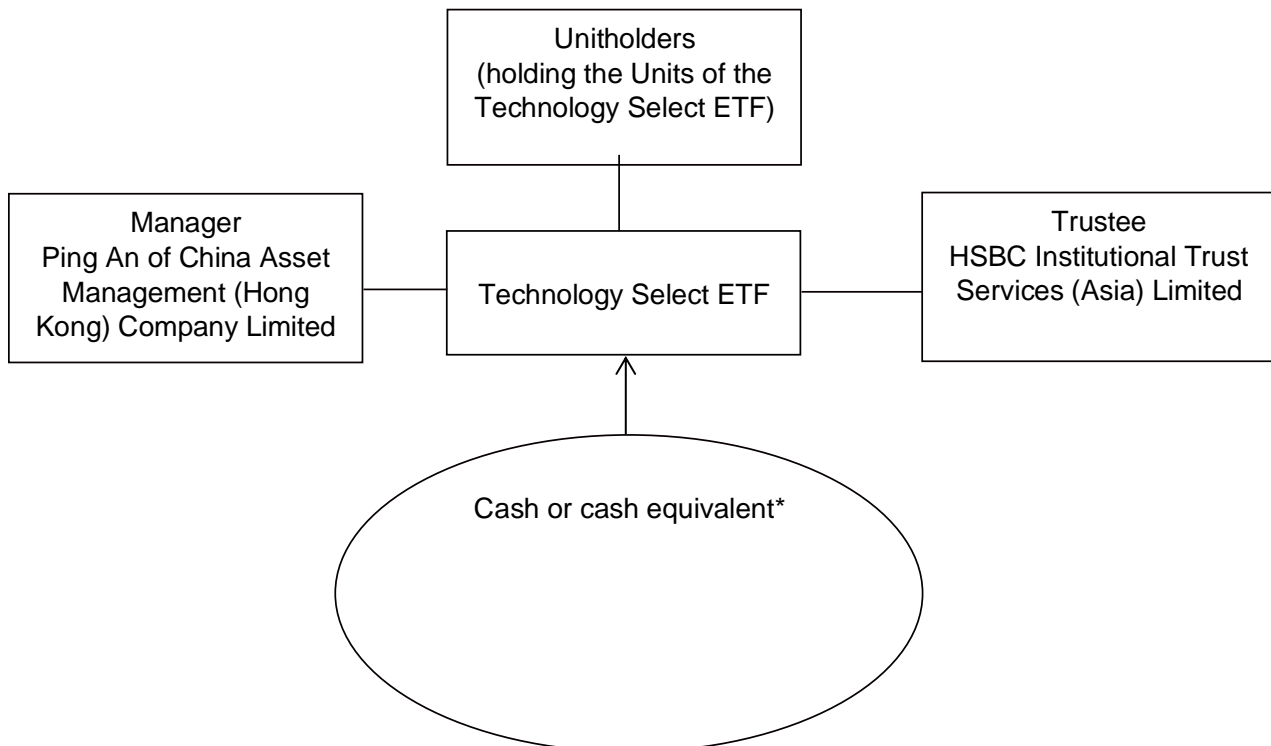 Unitholders
(holding the Units of the
Technology Select ETF)
Manager
Ping An of China Asset
Management (Hong
Kong) Company Limited
Technology Select ETF
Trustee
HSBC Institutional Trust
Services (Asia) Limited
Cash or cash equivalent*